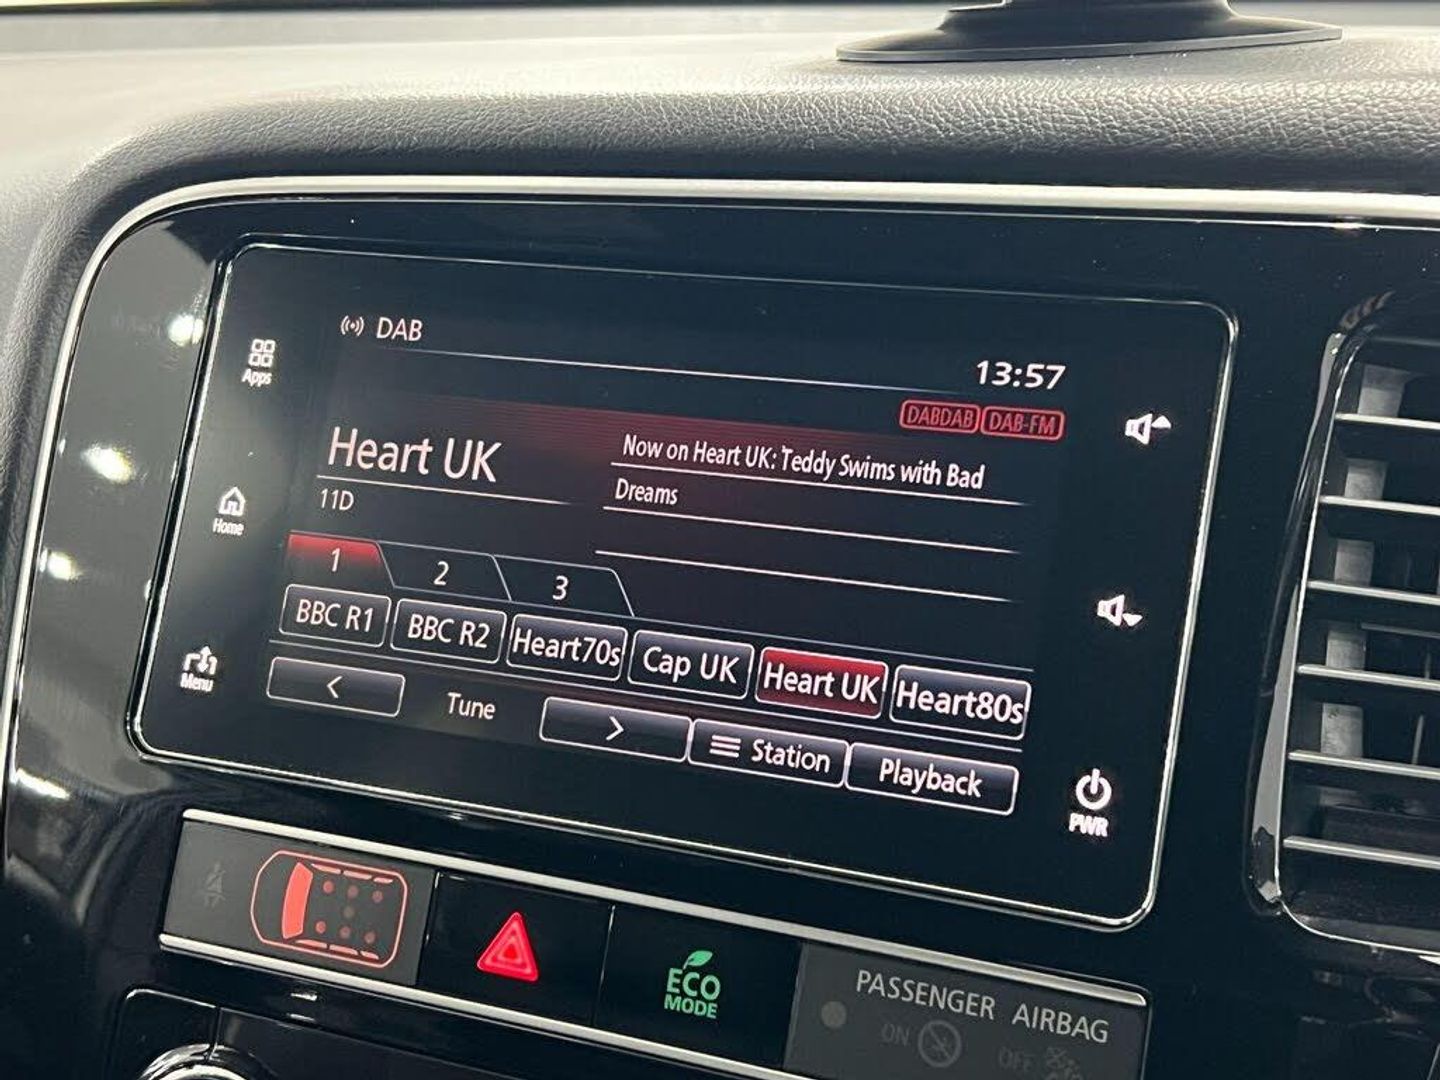 DAB
13:57
Apps
DABDAB DAB-FM
Heart UK
Now on Heart UK: Teddy Swims with Bad
Dreams
11D
Home
1 2 3
BBC R1 BBC R2 Heart70s Cap UK Heart UK Heart80s
Menu
< Tune > Station Playback
PWR
ECO
MODE
PASSENGER AIRBAG
ON OFF